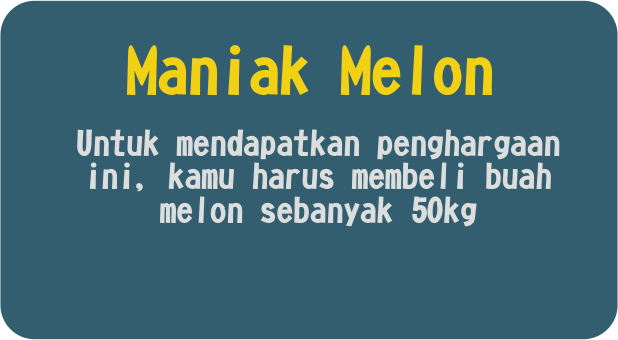 Maniak Melon
Untuk mendapatkan penghargaan
ini, kamu harus membeli buah
melon sebanyak 50kg